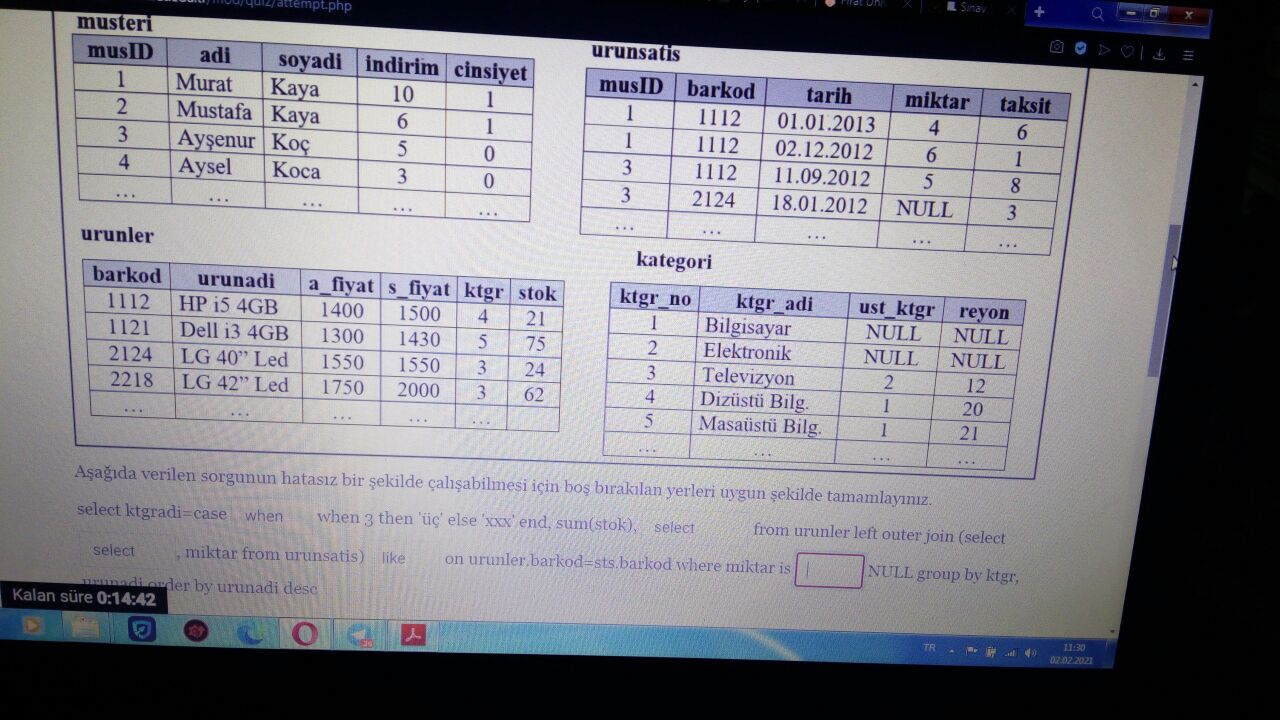 /mod/quiz/attempt.php
Sınav
musteri
musID adi soyadi indirim cinsiyet
1 Murat Kaya 10 1
2 Mustafa Kaya 6 1
3 Ayşenur Koç 5 0
4 Aysel Koca 3 0
… … … … …
urunsatis
musID barkod tarih miktar taksit
1 1112 01.01.2013 4 6
1 1112 02.12.2012 6 1
3 1112 11.09.2012 5 8
3 2124 18.01.2012 NULL 3
… … … … …
urunler
barkod urunadi a_fiyat s_fiyat ktgr stok
1112 HP i5 4GB 1400 1500 4 21
1121 Dell i3 4GB 1300 1430 5 75
2124 LG 40” Led 1550 1550 3 24
2218 LG 42” Led 1750 2000 3 62
… … … … …
kategori
ktgr_no ktgr_adi ust_ktgr reyon
1 Bilgisayar NULL NULL
2 Elektronik NULL NULL
3 Televizyon 2 12
4 Dizüstü Bilg. 1 20
5 Masaüstü Bilg. 1 21
… … … …
Aşağıda verilen sorgunun hatasız bir şekilde çalışabilmesi için boş bırakılan yerleri uygun şekilde tamamlayınız.
select ktgradi=case when when 3 then 'üç' else 'xxx' end, sum(stok), select from urunler left outer join (select
select , miktar from urunsatis) like on urunler.barkod=sts.barkod where miktar is NULL group by ktgr,
urunadi order by urunadi desc
Kalan süre 0:14:42
TR
11:30
02.02.2021